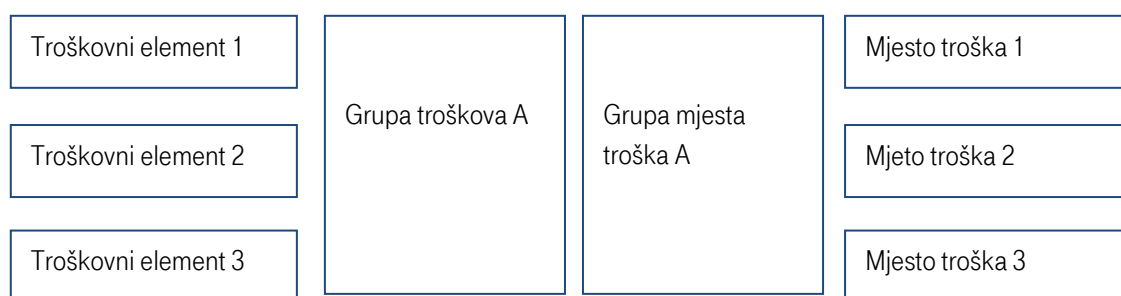 Troškovni element 1
Troškovni element 2
Troškovni element 3
Grupa troškova A
Grupa mjesta
troška A
Mjesto troška 1
Mjeto troška 2
Mjesto troška 3